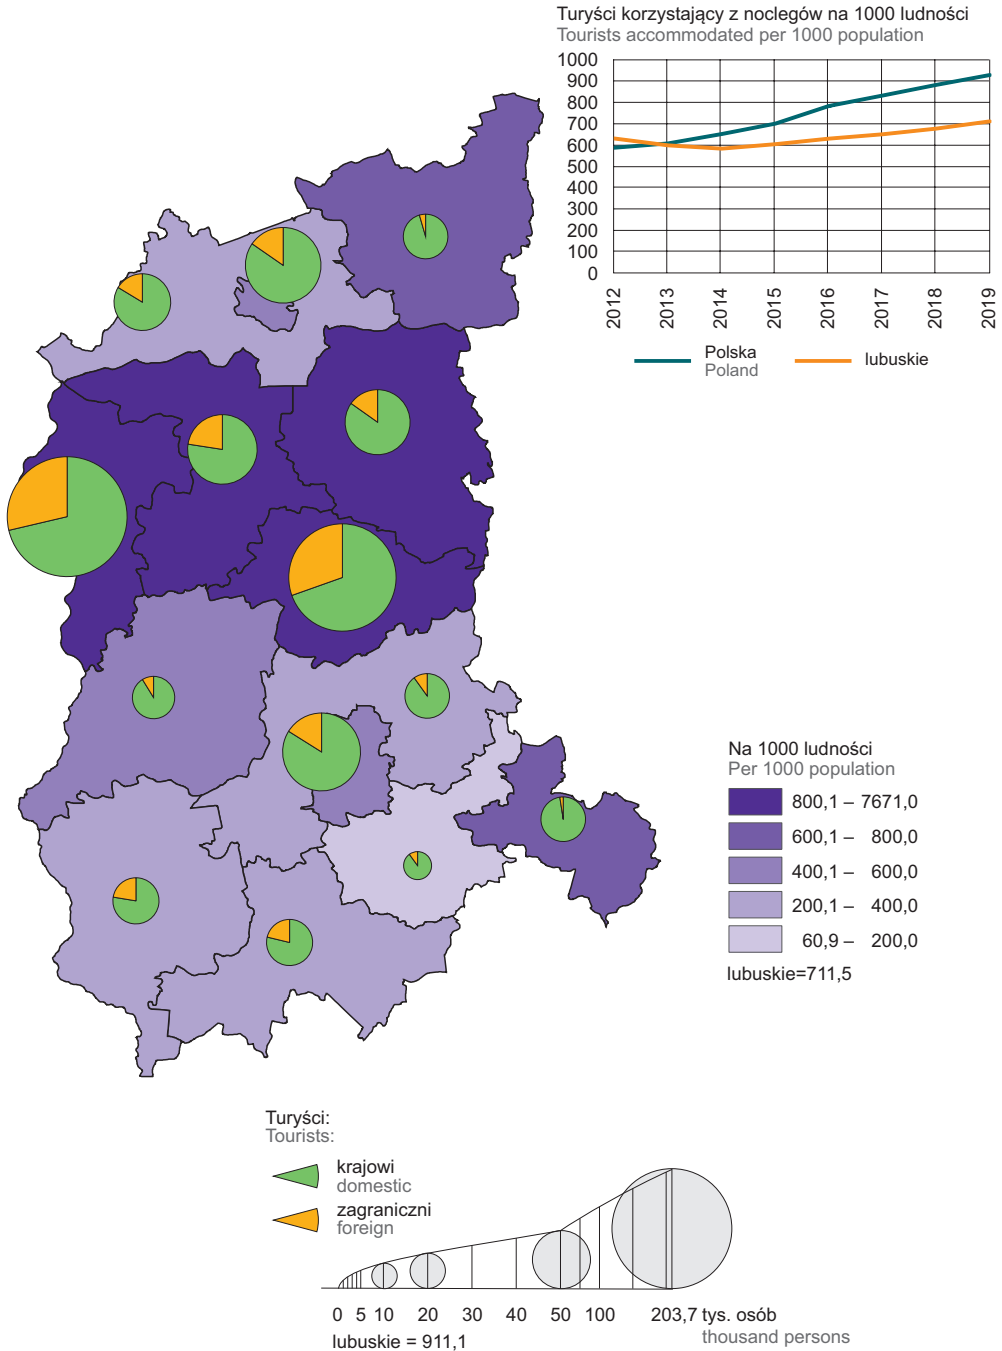 Turyści korzystający z noclegów na 1000 ludności
Tourists accommodated per 1000 population
1000
900
800
700
600
500
400
300
200
100
0
2012 2013 2014 2015 2016 2017 2018 2019
Polska
Poland
lubuskie
Na 1000 ludności
Per 1000 population
800,1 – 7671,0
600,1 – 800,0
400,1 – 600,0
200,1 – 400,0
60,9 – 200,0
lubuskie=711,5
Turyści:
Tourists:
krajowi
domestic
zagraniczni
foreign
0 5 10 20 30 40 50 100 203,7 tys. osób
thousand persons
lubuskie = 911,1